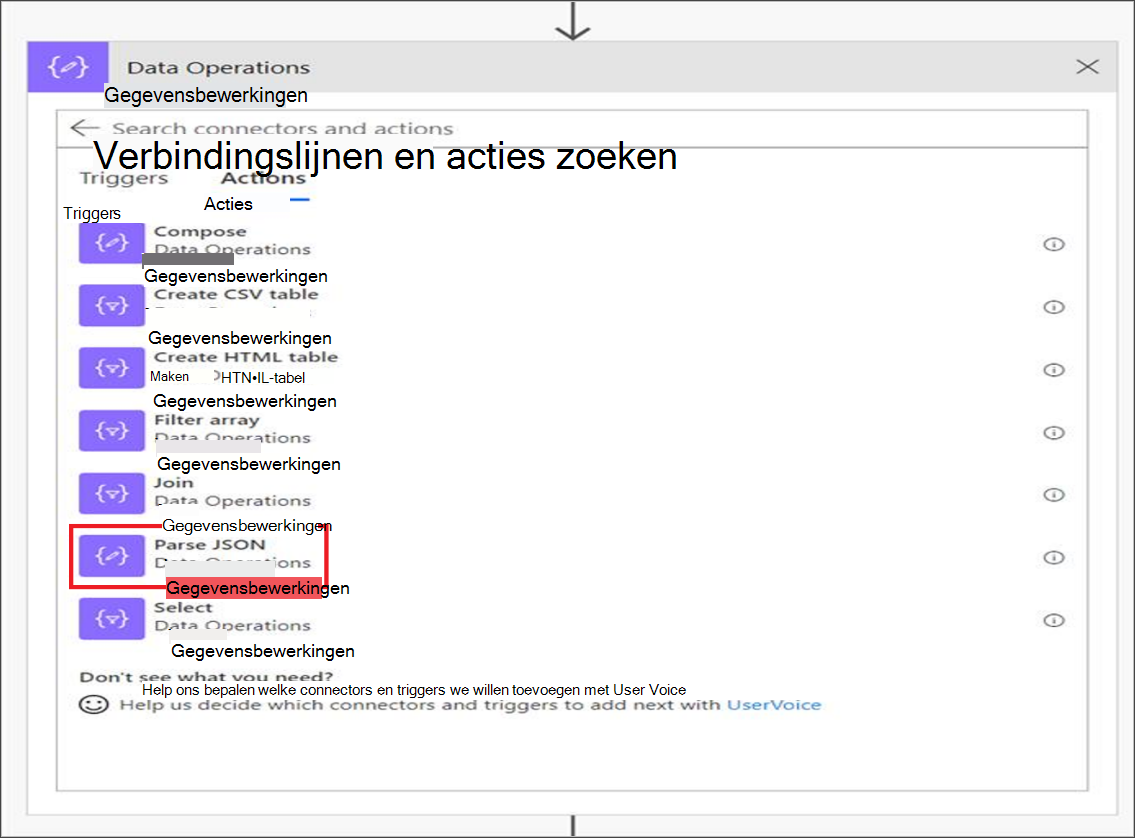 Data Operations
Gegevensbewerkingen
Search connectors and actions
Verbindingslijnen en acties zoeken
Triggers Actions
Acties
Triggers
Compose
Data Operations
Gegevensbewerkingen
Create CSV table
Gegevensbewerkingen
Create HTML table
Maken HTN•IL-tabel
Gegevensbewerkingen
Filter array
Data Operations
Gegevensbewerkingen
Join
Data Operations
Gegevensbewerkingen
Parse JSON
Data Operations
Gegevensbewerkingen
Select
Data Operations
Gegevensbewerkingen
Don't see what you need?
Help ons bepalen welke connectors en triggers we willen toevoegen met User Voice
Help us decide which connectors and triggers to add next with UserVoice